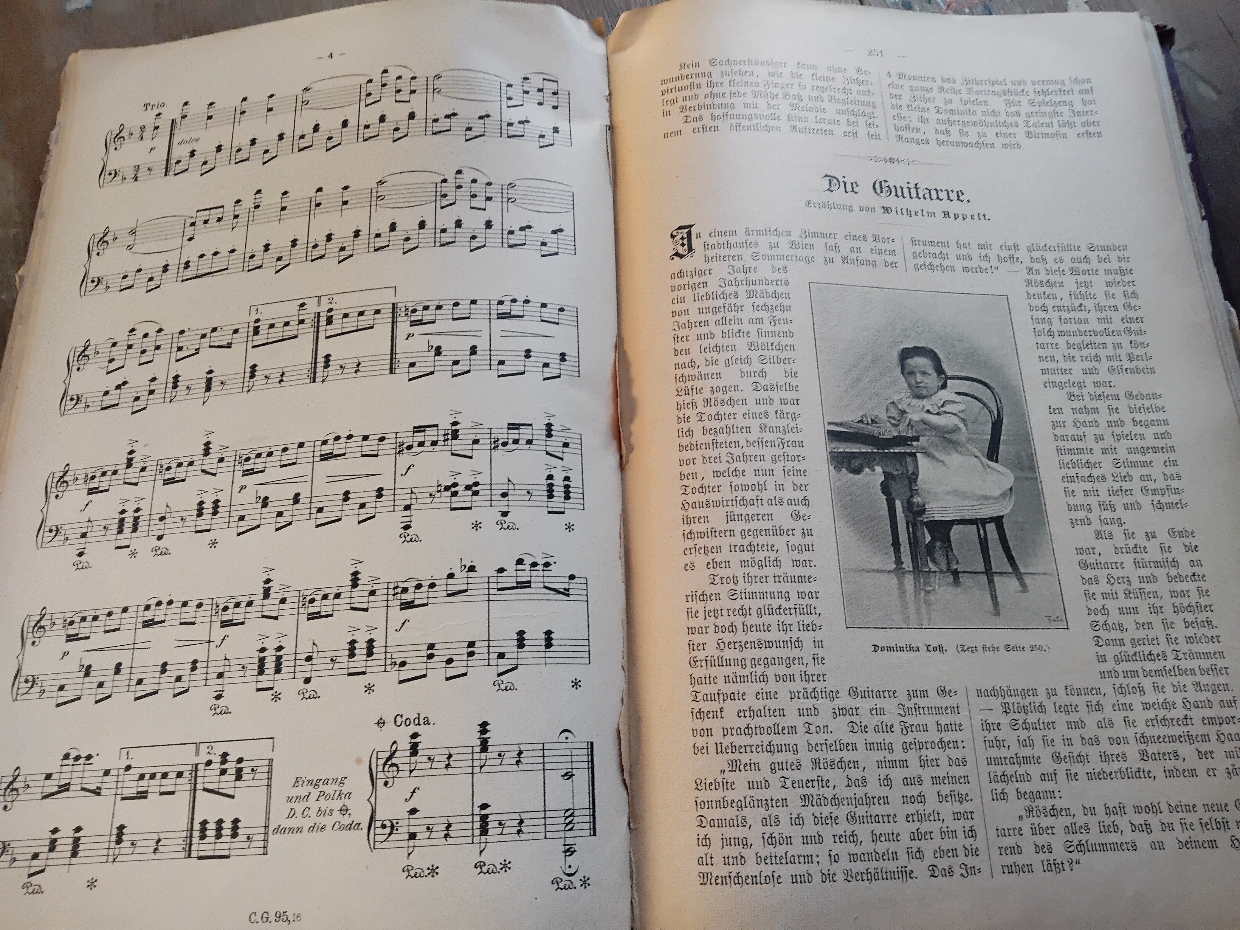 – 4 –
Trio.
p
dolce
1.
2.
p
f
p
f
Ped. * Ped. * Ped. * Ped. *
p
f
f
Ped. * Ped. * Ped. *
1.
2.
Eingang
und Polka
D.C. bis 𝄌,
dann die Coda.
𝄌 Coda.
f
Ped. *
Ped.* Ped.* Ped.*
C.G. 95,16
— 251 —
Kein Sachverständiger kann ohne Be-
wunderung zusehen, wie die kleine Zither-
virtuosin ihre kleinen Finger so regelrecht auf-
legt und ohne jede Mühe Baß und Begleitung
in Verbindung mit der Melodie anschlägt.
Das hoffnungsvolle Kind lernte bei sei-
nem ersten öffentlichen Auftreten erst seit
4 Monaten das Zitherspiel und vermag schon
eine ganze Reihe Vortragsstücke fehlerfrei auf
der Zither zu spielen. Für Spielzeug hat
die kleine Dominika nicht das geringste Inter-
esse; ihr außergewöhnliches Talent läßt aber
hoffen, daß sie zu einer Virtuosin ersten
Ranges heranwachsen wird.
Die Guitarre.
Erzählung von Wilhelm Appelt.
In einem ärmlichen Zimmer eines Vor-
stadthauses zu Wien saß an einem
heiteren Sommertage zu Anfang der
achtziger Jahre des
vorigen Jahrhunderts
ein liebliches Mädchen
von ungefähr sechzehn
Jahren allein am Fen-
ster und blickte sinnend
den leichten Wölkchen
nach, die gleich Silber-
schwänen durch die
Lüfte zogen. Dasselbe
hieß Röschen und war
die Tochter eines kärg-
lich bezahlten Kanzlei-
bediensteten, dessen Frau
vor drei Jahren gestor-
ben, welche nun seine
Tochter sowohl in der
Hauswirtschaft als auch
ihren jüngeren Ge-
schwistern gegenüber zu
ersetzen trachtete, sogut
es eben möglich war.
Trotz ihrer träume-
rischen Stimmung war
sie jetzt recht glückerfüllt,
war doch heute ihr lieb-
ster Herzenswunsch in
Erfüllung gegangen, sie
hatte nämlich von ihrer
Taufpate eine prächtige Guitarre zum Ge-
schenk erhalten und zwar ein Instrument
von prachtvollem Ton. Die alte Frau hatte
bei Ueberreichung derselben innig gesprochen:
„Mein gutes Röschen, nimm hier das
Liebste und Teuerste, das ich aus meinen
sonnbeglänzten Mädchenjahren noch besitze.
Damals, als ich diese Guitarre erhielt, war
ich jung, schön und reich, heute aber bin ich
alt und bettelarm; so wandeln sich eben die
Menschenlose und die Verhältnisse. Das In-
strument hat mir einst glückerfüllte Stunden
gebracht und ich hoffe, daß es auch bei dir
geschehen werde!" —
An diese Worte mußte
Röschen jetzt wieder
denken, fühlte sie sich
doch entzückt, ihren Ge-
sang fortan mit einer
solch wundervollen Gui-
tarre begleiten zu kön-
nen, die reich mit Perl-
mutter und Elfenbein
eingelegt war.
Bei diesem Gedan-
ken nahm sie dieselbe
zur Hand und begann
darauf zu spielen und
stimmte mit ungemein
lieblicher Stimme ein
einfaches Lied an, das
sie mit tiefer Empfin-
dung süß und schmel-
zend sang.
Als sie zu Ende
war, drückte sie die
Guitarre stürmisch an
das Herz und bedeckte
sie mit Küssen, war sie
doch nun ihr höchster
Schatz, den sie besaß.
Dann geriet sie wieder
in glückliches Träumen
und um demselben besser
nachhängen zu können, schloß sie die Augen.
— Plötzlich legte sich eine weiche Hand auf
ihre Schulter und als sie erschreckt empor-
fuhr, sah sie in das von schneeweißem Haa
umrahmte Gesicht ihres Vaters, der mi
lächelnd auf sie niederblickte, indem er zä
lich begann:
„Röschen, du hast wohl deine neue G
tarre über alles lieb, daß du sie selbst w
rend des Schlummers an deinem H
ruhen läßt?"
Dominika Loß. (Text siehe Seite 250.)